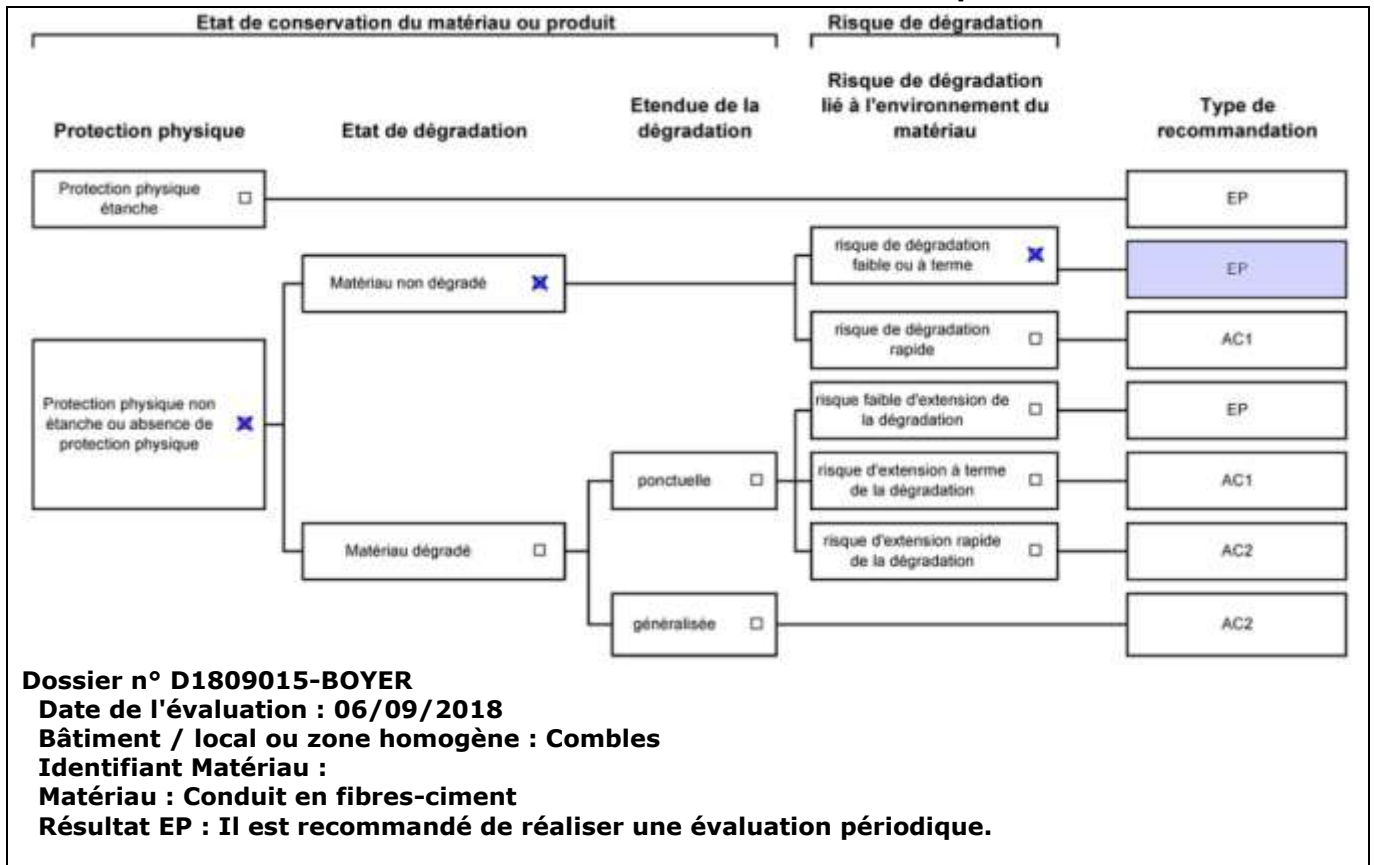 Etat de conservation du matériau ou produit
Risque de dégradation
Protection physique
Etat de dégradation
Etendue de la
dégradation
Risque de dégradation
lié à l'environnement du
matériau
Type de
recommandation
Protection physique
étanche
EP
risque de dégradation
faible ou à terme
EP
Matériau non dégradé
risque de dégradation
rapide
AC1
Protection physique non
étanche ou absence de
protection physique
risque faible d'extension de
la dégradation
EP
ponctuelle
risque d'extension à terme
de la dégradation
AC1
Matériau dégradé
risque d'extension rapide
de la dégradation
AC2
généralisée
AC2
Dossier n° D1809015-BOYER
Date de l'évaluation : 06/09/2018
Bâtiment / local ou zone homogène : Combles
Identifiant Matériau :
Matériau : Conduit en fibres-ciment
Résultat EP : Il est recommandé de réaliser une évaluation périodique.